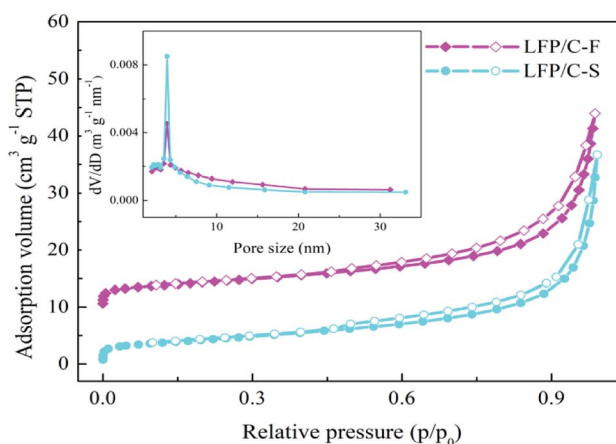 60
50
40
30
20
10
0
Adsorption volume (cm³ g⁻¹ STP)
0.008
0.004
0.000
dV/dD (m³ g⁻¹ nm⁻¹)
10
20
30
Pore size (nm)
LFP/C-F
LFP/C-S
0.0
0.3
0.6
0.9
Relative pressure (p/p₀)